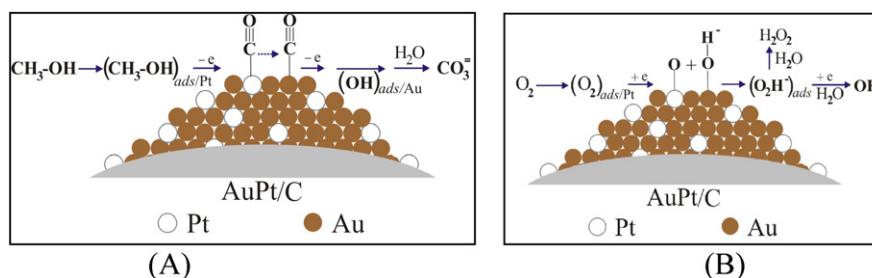 CH₃-OH → (CH₃-OH)ads/Pt – e → O≡C ⋯→ C≡O – e → (OH)ads/Au H₂O → CO₃⁼
AuPt/C
Pt Au
(A)
H₂O₂
H₂O
O₂ → (O₂)ads/Pt + e → O + O-H⁻ → (O₂H⁻)ads + e H₂O → OH
AuPt/C
Pt Au
(B)